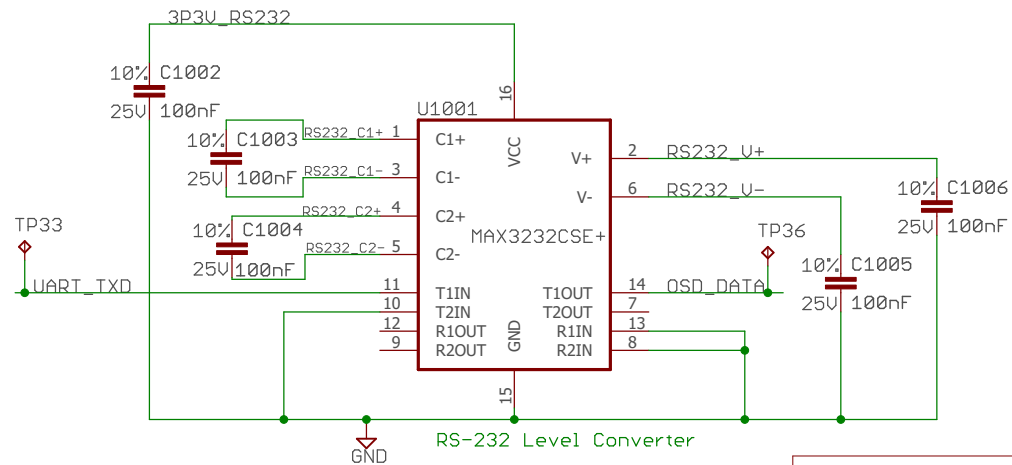 3P3V_RS232
10% C1002
25V 100nF
U1001
16
VCC
RS232_C1+ 1 C1+
10% C1003
25V 100nF
RS232_C1- 3 C1-
RS232_C2+ 4 C2+
10% C1004
25V 100nF
RS232_C2- 5 C2-
V+ 2 RS232_V+
V- 6 RS232_V-
MAX3232CSE+
10% C1006
25V 100nF
10% C1005
25V 100nF
TP33
TP36
UART_TXD 11 T1IN
10 T2IN
12 R1OUT
9 R2OUT
T1OUT 14 OSD_DATA
T2OUT 7
R1IN 13
R2IN 8
GND
15
GND
RS-232 Level Converter